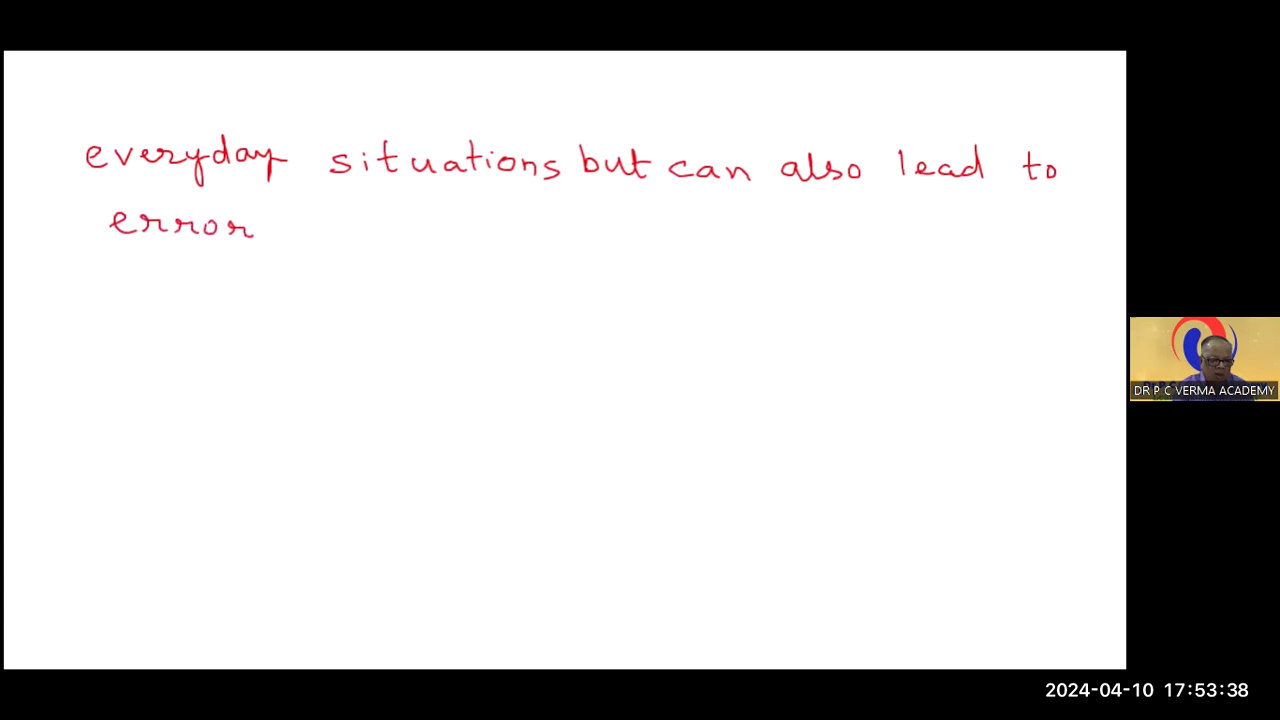 everyday situations but can also lead to
error
DR P C VERMA ACADEMY
2024-04-10 17:53:38